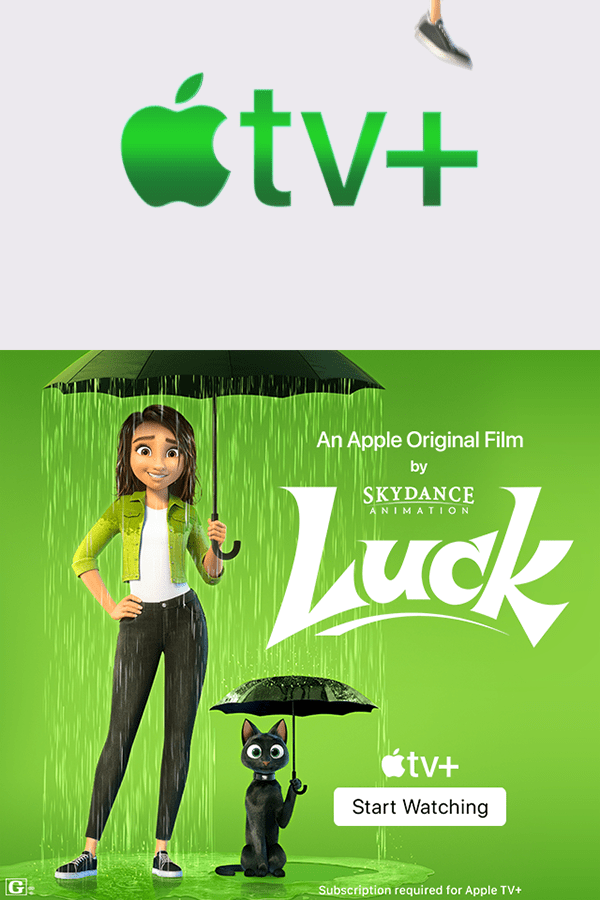 tv+
An Apple Original Film
by
SKYDANCE
ANIMATION
Luck
tv+
Start Watching
G
Subscription required for Apple TV+